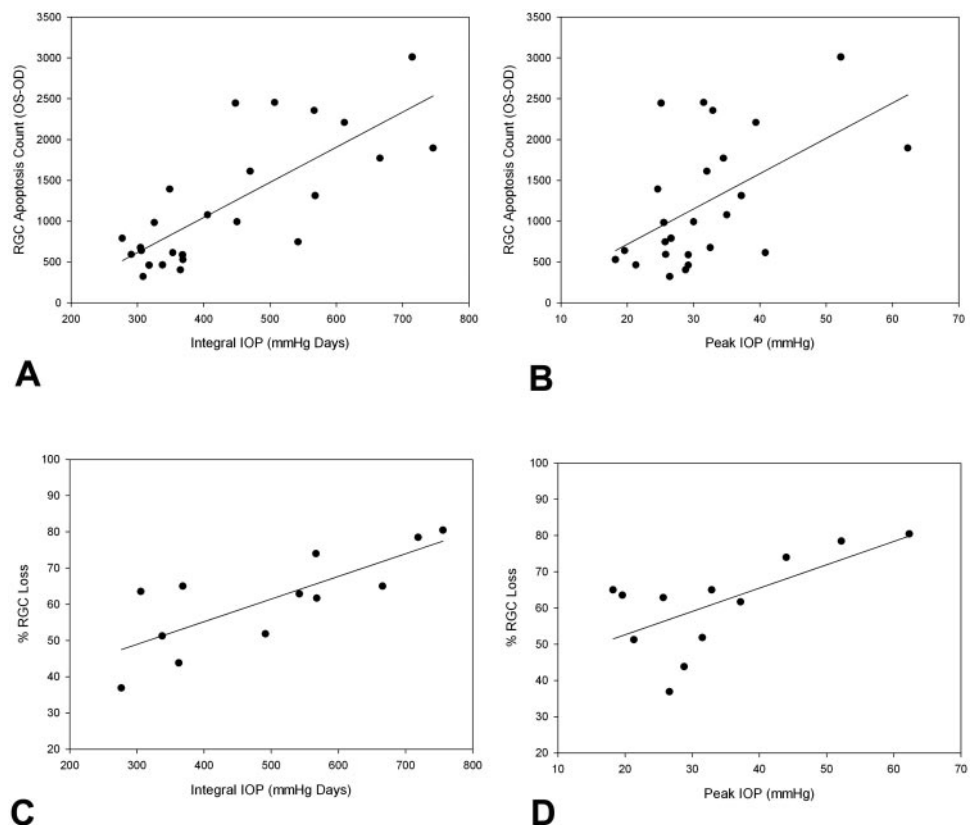 3500
3000
2500
2000
1500
1000
500
0
RGC Apoptosis Count (OS-OD)
200 300 400 500 600 700 800
Integral IOP (mmHg Days)
A
3500
3000
2500
2000
1500
1000
500
0
RGC Apoptosis Count (OS-OD)
10 20 30 40 50 60 70
Peak IOP (mmHg)
B
100
90
80
70
60
50
40
30
20
% RGC Loss
200 300 400 500 600 700 800
Integral IOP (mmHg Days)
C
100
90
80
70
60
50
40
30
20
% RGC Loss
10 20 30 40 50 60 70
Peak IOP (mmHg)
D